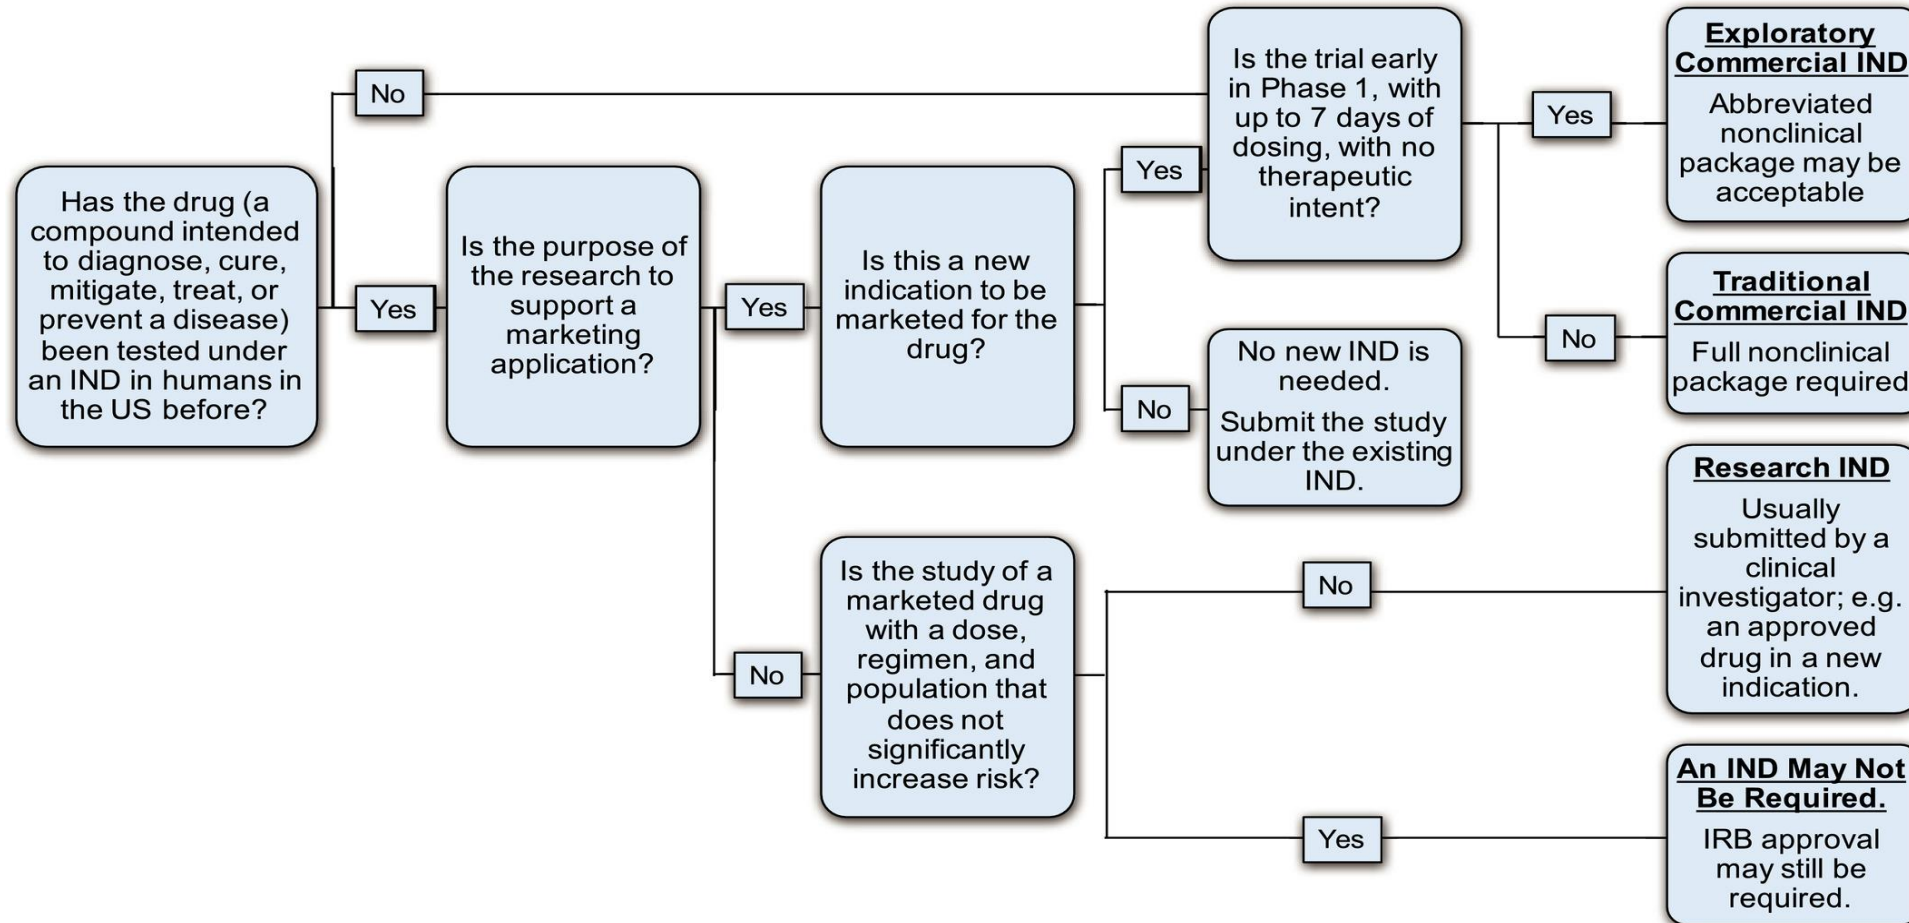 Has the drug (a
compound intended
to diagnose, cure,
mitigate, treat, or
prevent a disease)
been tested under
an IND in humans in
the US before?
No
Yes
Is the purpose of
the research to
support a
marketing
application?
Yes
No
Is this a new
indication to be
marketed for the
drug?
Yes
No
Is the trial early
in Phase 1, with
up to 7 days of
dosing, with no
therapeutic
intent?
No new IND is
needed.
Submit the study
under the existing
IND.
Yes
No
Exploratory
Commercial IND
Abbreviated
nonclinical
package may be
acceptable
Traditional
Commercial IND
Full nonclinical
package required
Is the study of a
marketed drug
with a dose,
regimen, and
population that
does not
significantly
increase risk?
No
Yes
Research IND
Usually
submitted by a
clinical
investigator; e.g.
an approved
drug in a new
indication.
An IND May Not
Be Required.
IRB approval
may still be
required.